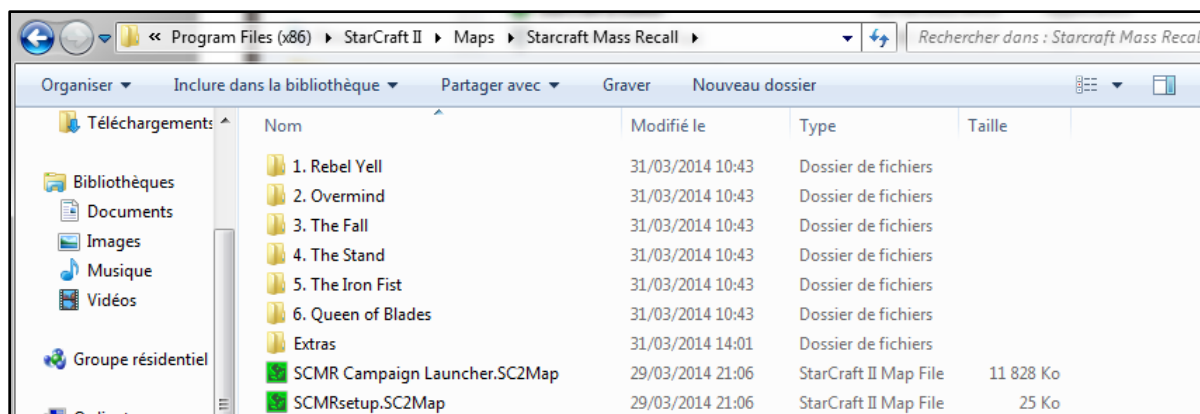 « Program Files (x86) ▸ StarCraft II ▸ Maps ▸ Starcraft Mass Recall ▸ Rechercher dans : Starcraft Mass Recal
Organiser Inclure dans la bibliothèque Partager avec Graver Nouveau dossier
Téléchargements Nom Modifié le Type Taille
1. Rebel Yell 31/03/2014 10:43 Dossier de fichiers
Bibliothèques 2. Overmind 31/03/2014 10:43 Dossier de fichiers
Documents 3. The Fall 31/03/2014 10:43 Dossier de fichiers
Images 4. The Stand 31/03/2014 10:43 Dossier de fichiers
Musique 5. The Iron Fist 31/03/2014 10:43 Dossier de fichiers
Vidéos 6. Queen of Blades 31/03/2014 10:43 Dossier de fichiers
Extras 31/03/2014 14:01 Dossier de fichiers
Groupe résidentiel SCMR Campaign Launcher.SC2Map 29/03/2014 21:06 StarCraft II Map File 11 828 Ko
SCMRsetup.SC2Map 29/03/2014 21:06 StarCraft II Map File 25 Ko